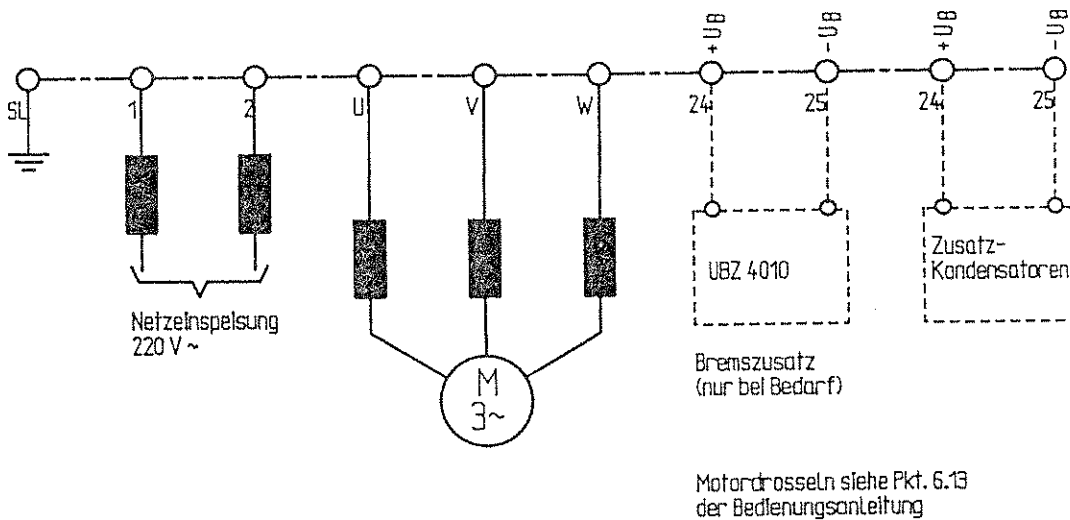 + UB
- UB
+ UB
- UB
SL
1
2
U
V
W
24
25
24
25
UBZ 4010
Zusatz-
Kondensatoren
Netzeinspeisung
220 V ~
M
3~
Bremszusatz
(nur bei Bedarf)
Motordrosseln siehe Pkt. 6.13
der Bedienungsanleitung